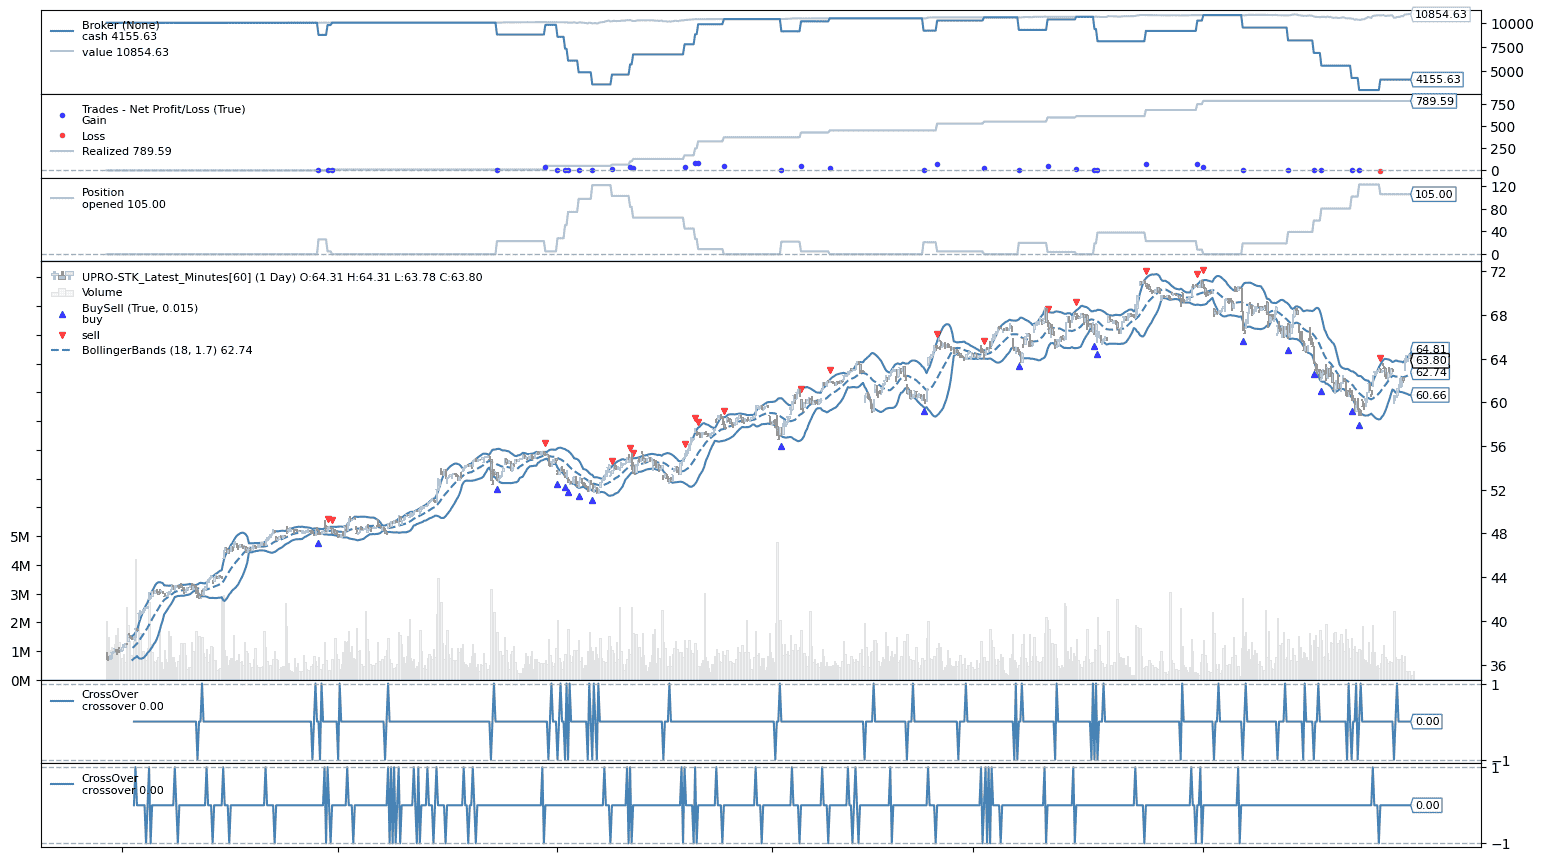 Broker (None)
cash 4155.63
value 10854.63
10854.63
10000
7500
5000
4155.63
Trades - Net Profit/Loss (True)
Gain
Loss
Realized 789.59
789.59
750
500
250
0
Position
opened 105.00
120
105.00
80
40
0
UPRO-STK_Latest_Minutes[60] (1 Day) O:64.31 H:64.31 L:63.78 C:63.80
Volume
BuySell (True, 0.015)
buy
sell
BollingerBands (18, 1.7) 62.74
72
68
64.81
64
63.80
62.74
60.66
60
56
52
48
44
40
36
5M
4M
3M
2M
1M
0M
CrossOver
crossover 0.00
1
0.00
−1
CrossOver
crossover 0.00
1
0.00
−1